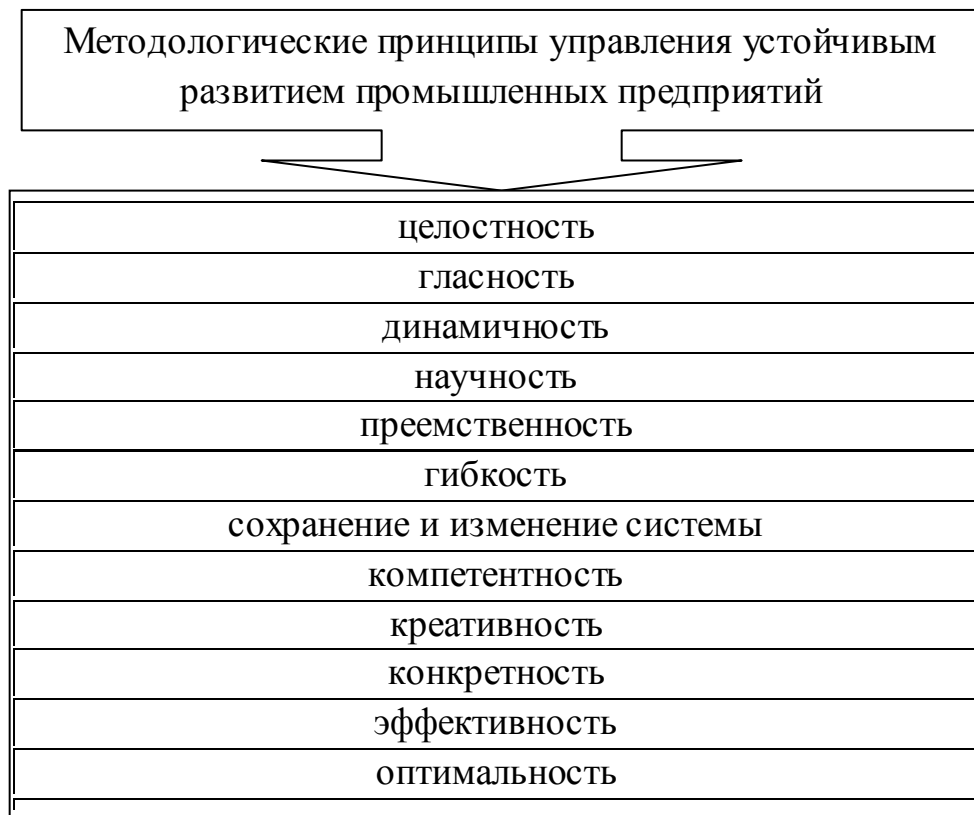 Методологические принципы управления устойчивым
развитием промышленных предприятий
целостность
гласность
динамичность
научность
преемственность
гибкость
сохранение и изменение системы
компетентность
креативность
конкретность
эффективность
оптимальность